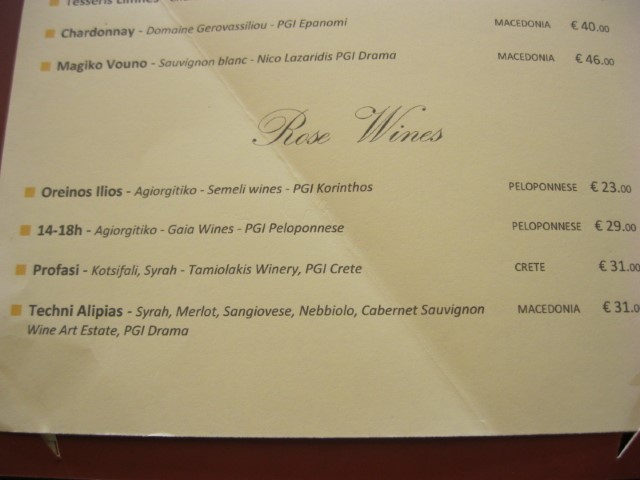 Chardonnay - Domaine Gerovassiliou - PGI Epanomi MACEDONIA € 40.00
Magiko Vouno - Sauvignon blanc - Nico Lazaridis PGI Drama MACEDONIA € 46.00
Rose Wines
Oreinos Ilios - Agiorgitiko - Semeli wines - PGI Korinthos PELOPONNESE € 23.00
14-18h - Agiorgitiko - Gaia Wines - PGI Peloponnese PELOPONNESE € 29.00
Profasi - Kotsifali, Syrah - Tamiolakis Winery, PGI Crete CRETE € 31.00
Techni Alipias - Syrah, Merlot, Sangiovese, Nebbiolo, Cabernet Sauvignon MACEDONIA € 31.0
Wine Art Estate, PGI Drama